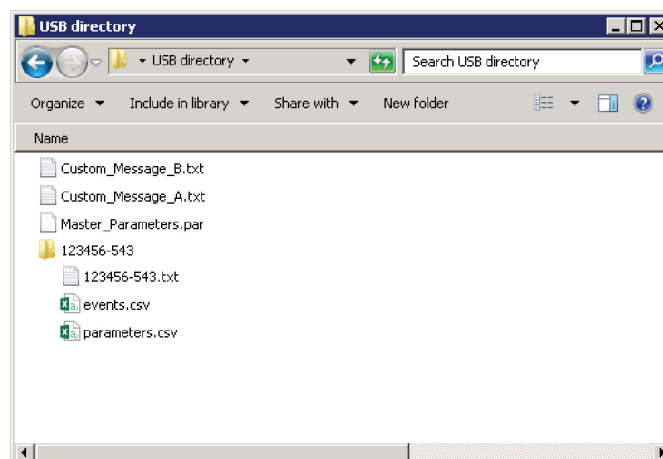 USB directory
USB directory
Search USB directory
Organize Include in library Share with New folder
Name
Custom_Message_B.txt
Custom_Message_A.txt
Master_Parameters.par
123456-543
123456-543.txt
events.csv
parameters.csv